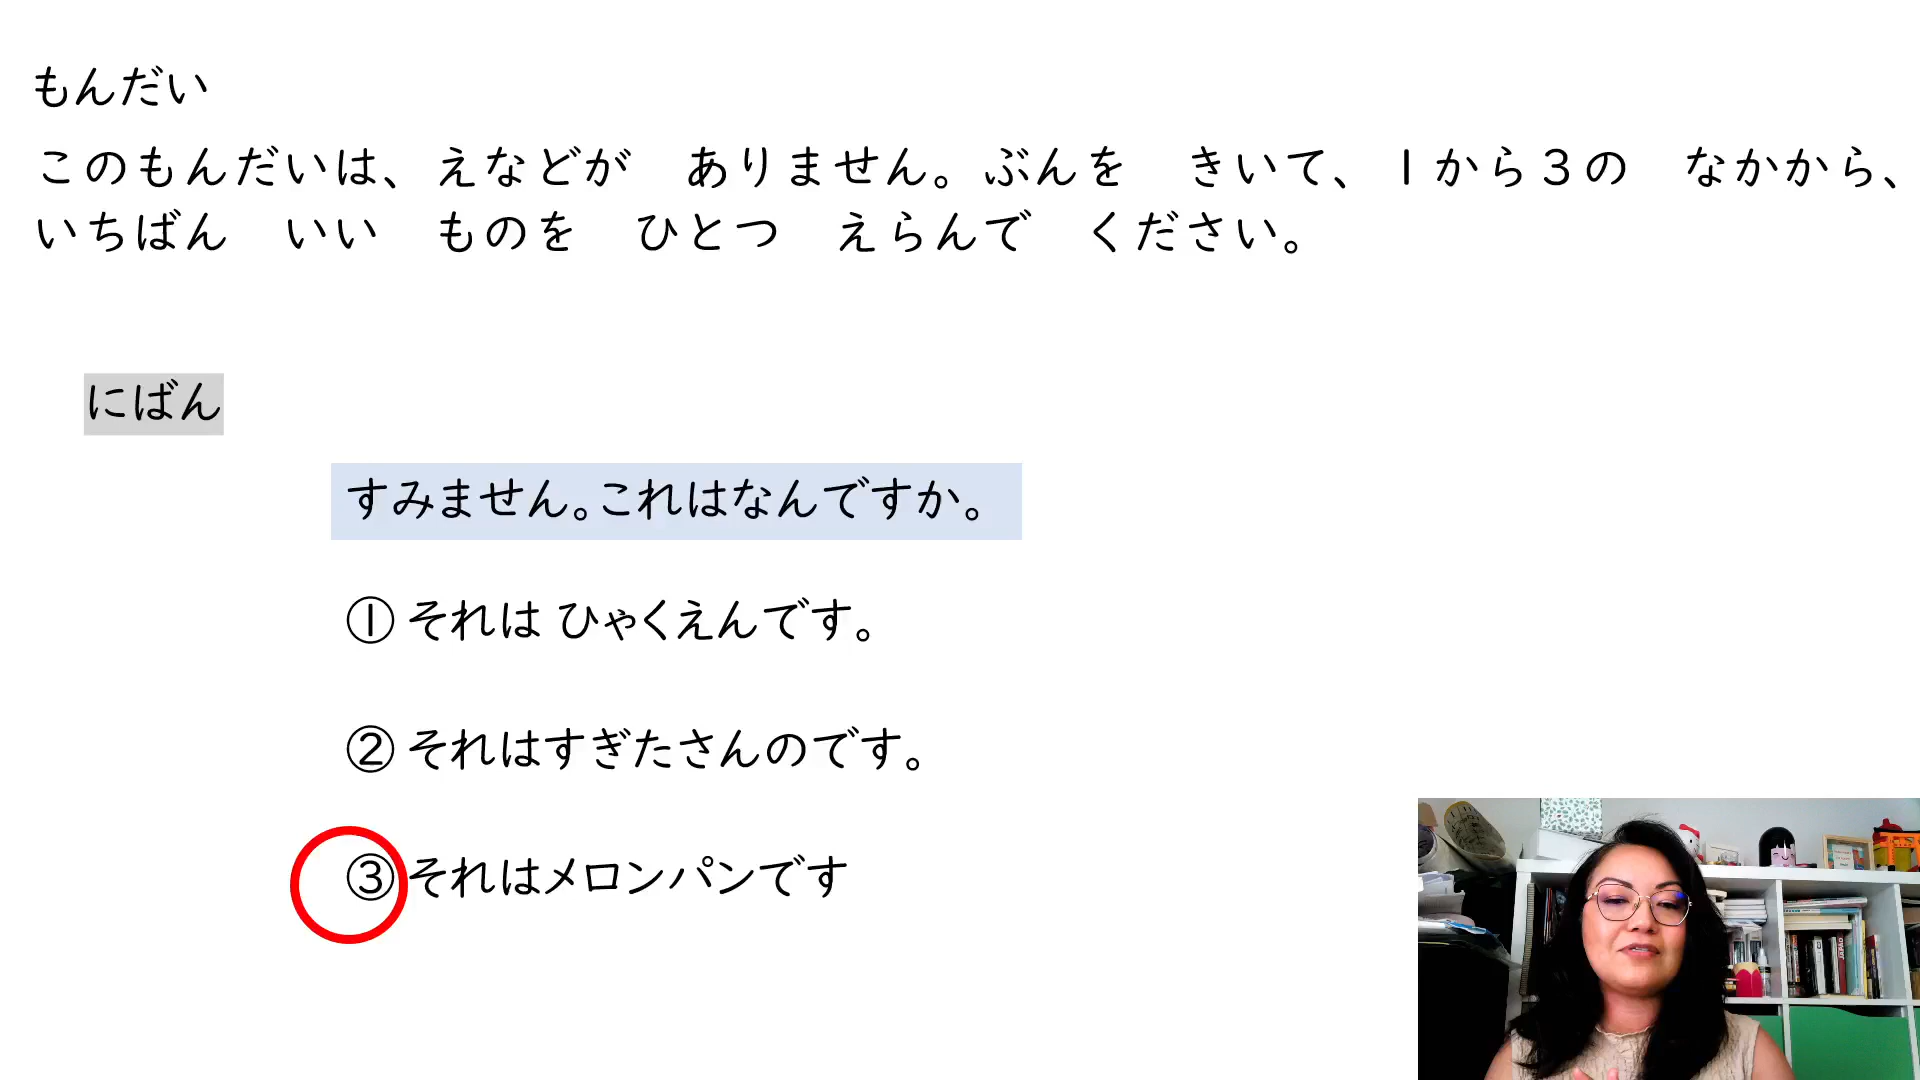 もんだい
このもんだいは、えなどが　ありません。ぶんを　きいて、１から３の　なかから、
いちばん　いい　ものを　ひとつ　えらんで　ください。
にばん
すみません。これはなんですか。
① それは ひゃくえんです。
② それはすぎたさんのです。
③ それはメロンパンです